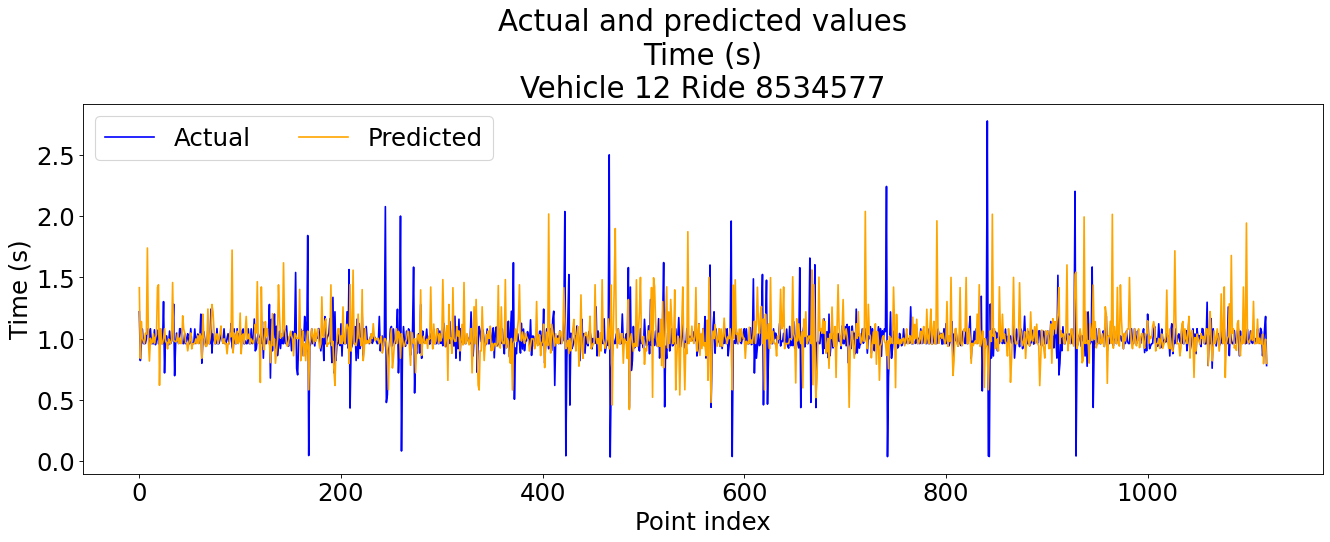 Actual and predicted values
Time (s)
Vehicle 12 Ride 8534577
Actual
Predicted
Time (s)
2.5
2.0
1.5
1.0
0.5
0.0
0
200
400
600
800
1000
Point index